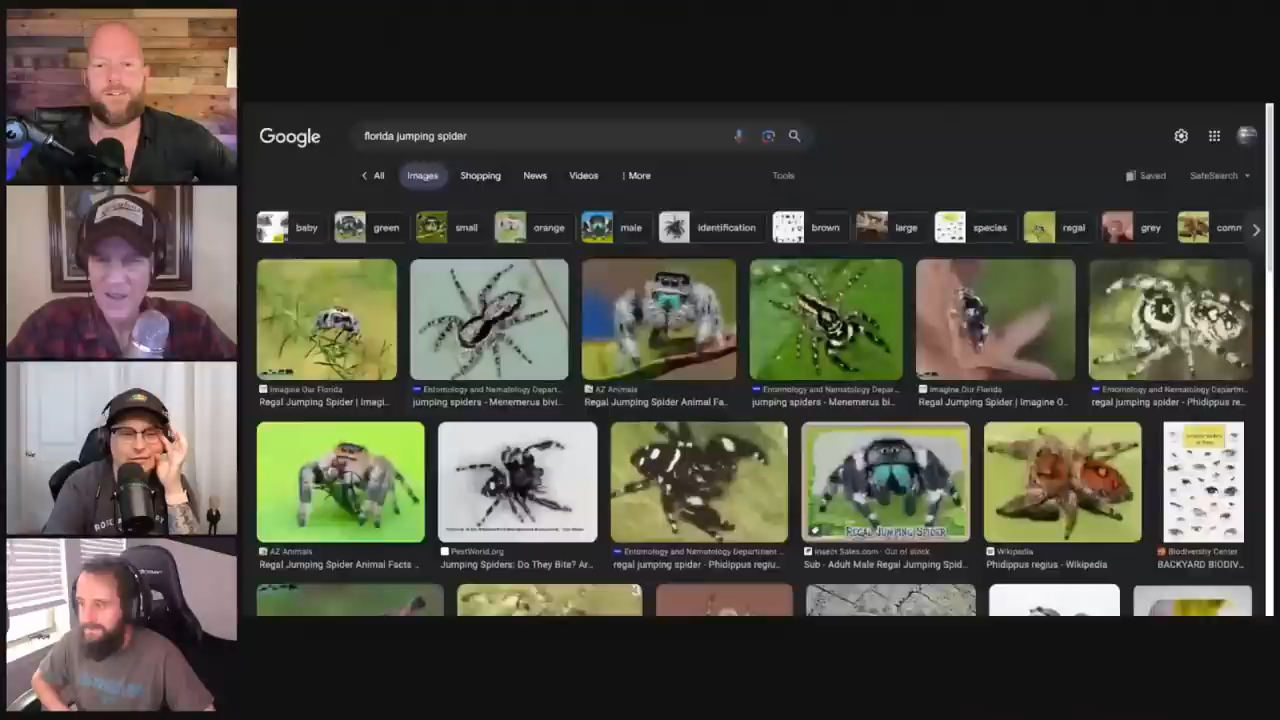 Google
florida jumping spider
All
Images
Shopping
News
Videos
More
Tools
Saved
SafeSearch
baby
green
small
orange
male
identification
brown
large
species
regal
grey
comm
Imagine Our Florida
Regal Jumping Spider | Imagi...
Entomology and Nematology Depart...
jumping spiders - Menemerus bivi...
AZ Animals
Regal Jumping Spider Animal Fa...
Entomology and Nematology Depar...
jumping spiders - Menemerus bi...
Imagine Our Florida
Regal Jumping Spider | Imagine O...
Entomology and Nematology Departm...
regal jumping spider - Phidippus re...
REGAL JUMPING SPIDER
AZ Animals
Regal Jumping Spider Animal Facts ...
PestWorld.org
Jumping Spiders: Do They Bite? Ar...
Entomology and Nematology Department ...
regal jumping spider - Phidippus regiu...
Insect Sales.com · Out of stock
Sub - Adult Male Regal Jumping Spid...
Wikipedia
Phidippus regius - Wikipedia
Biodiversity Center
BACKYARD BIODIV...